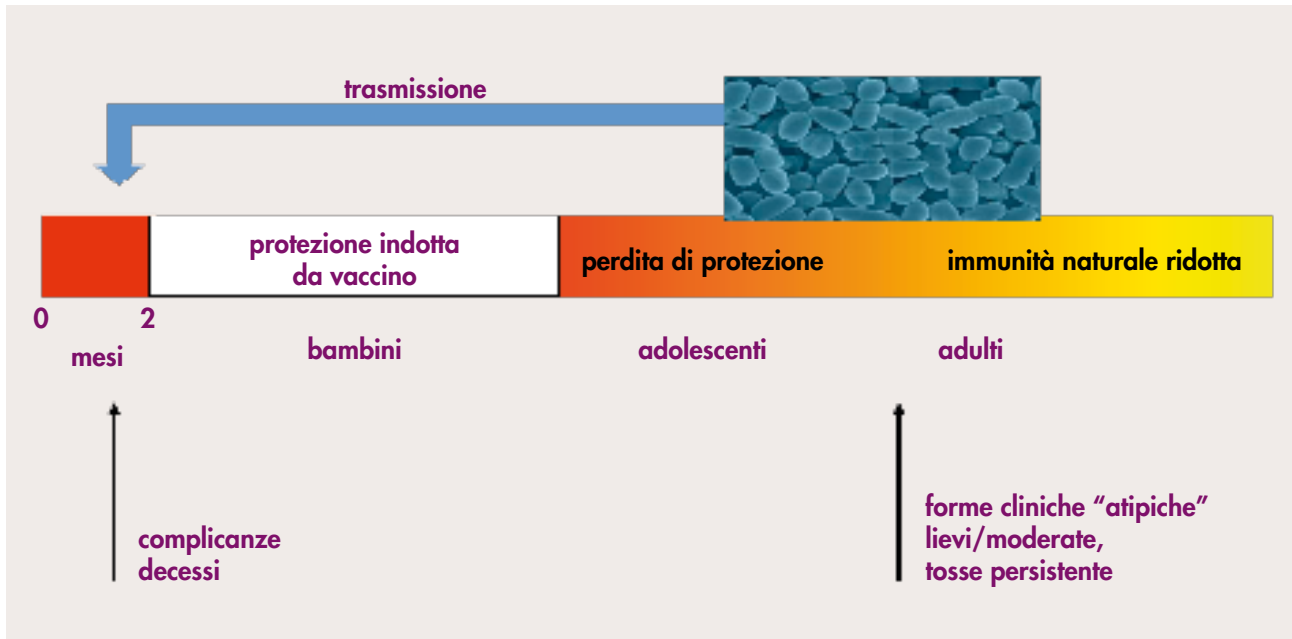 trasmissione
protezione indotta
da vaccino
perdita di protezione
immunità naturale ridotta
0
2
mesi
bambini
adolescenti
adulti
complicanze
decessi
forme cliniche “atipiche”
lievi/moderate,
tosse persistente